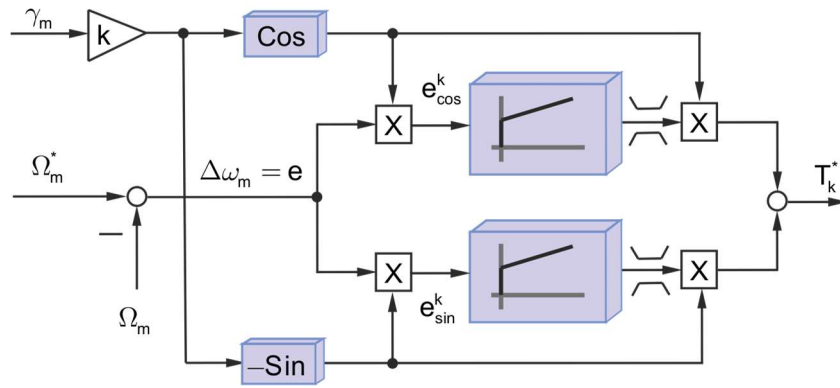 γₘ
k
Cos
X
e^k_cos
X
Ω*ₘ
Δωₘ = e
T*ₖ
−
Ωₘ
X
e^k_sin
X
−Sin